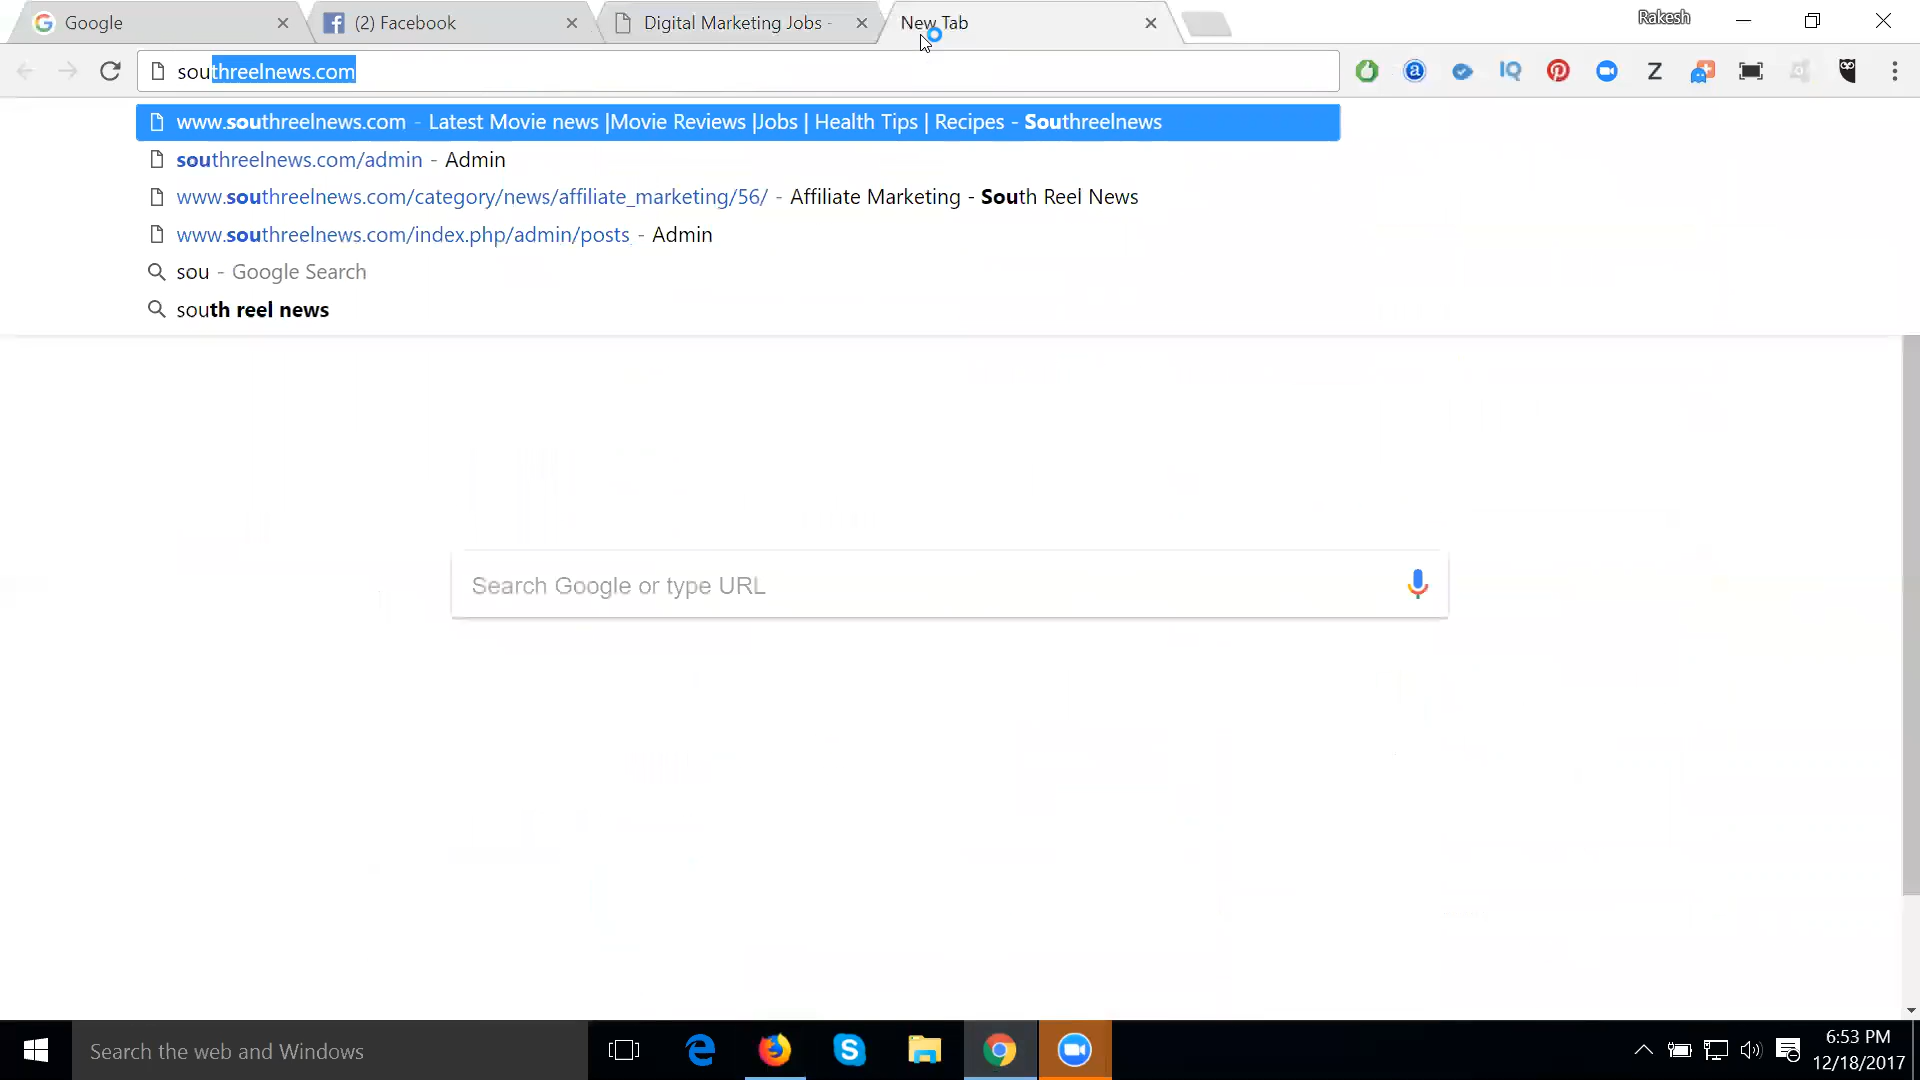 Google
(2) Facebook
Digital Marketing Jobs -
New Tab
Rakesh
southreelnews.com
www.southreelnews.com - Latest Movie news |Movie Reviews |Jobs | Health Tips | Recipes - Southreelnews
southreelnews.com/admin - Admin
www.southreelnews.com/category/news/affiliate_marketing/56/ - Affiliate Marketing - South Reel News
www.southreelnews.com/index.php/admin/posts - Admin
sou - Google Search
south reel news
Search Google or type URL
Search the web and Windows
6:53 PM
12/18/2017